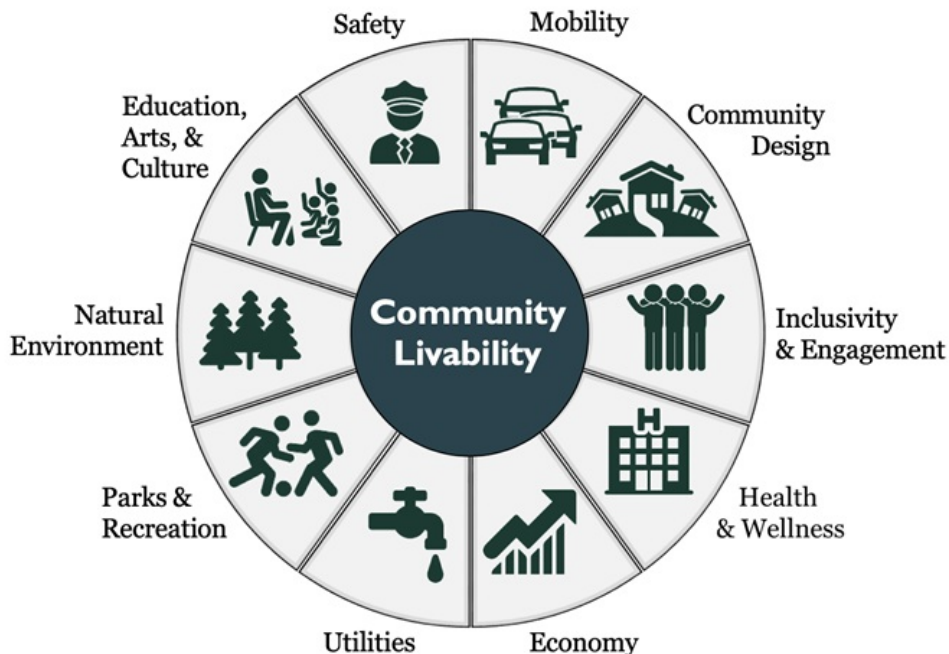 Safety
Mobility
Education,
Arts, &
Culture
Community
Design
Natural
Environment
Community
Livability
Inclusivity
& Engagement
Parks &
Recreation
H
Health
& Wellness
Utilities
Economy